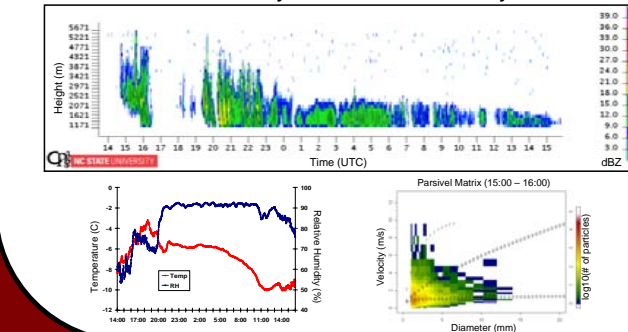 5671
5221
4771
4321
3871
3421
2971
2521
2071
1621
1171
Height (m)
14 15 16 17 18 19 20 21 22 23 0 1 2 3 4 5 6 7 8 9 10 11 12 13 14 15
Time (UTC)
NC STATE UNIVERSITY
39.0
36.0
33.0
30.0
27.0
24.0
21.0
18.0
15.0
12.0
9.0
6.0
3.0
dBZ
0
-2
-4
-6
-8
-10
-12
Temperature (C)
Temp
RH
100
90
80
70
60
50
40
Relative Humidity (%)
14:00 17:00 20:00 23:00 2:00 5:00 8:00 11:00 14:00
Parsivel Matrix (15:00 – 16:00)
Velocity (m/s)
Diameter (mm)
log10(# of particles)